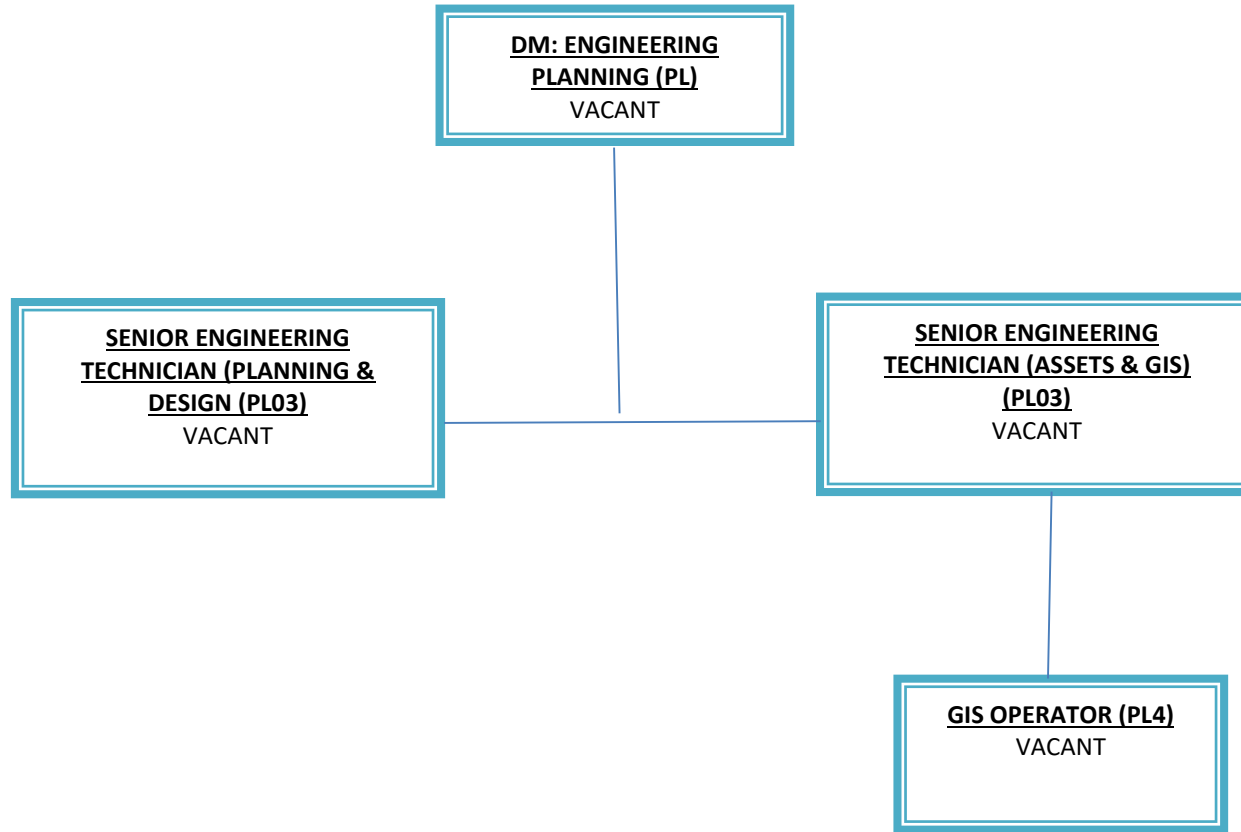 DM: ENGINEERING
PLANNING (PL)
VACANT
SENIOR ENGINEERING
TECHNICIAN (PLANNING &
DESIGN (PL03)
VACANT
SENIOR ENGINEERING
TECHNICIAN (ASSETS & GIS)
(PL03)
VACANT
GIS OPERATOR (PL4)
VACANT